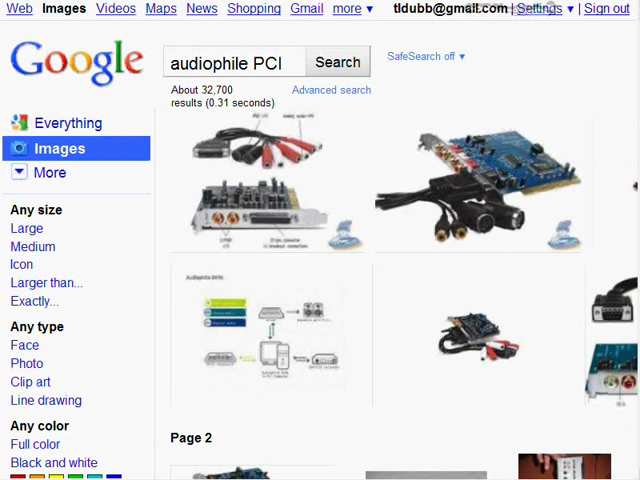 Web Images Videos Maps News Shopping Gmail more ▼ tldubb@gmail.com | Settings ▼ | Sign out
Google
audiophile PCI Search
SafeSearch off ▼
About 32,700
results (0.31 seconds)
Advanced search
Everything
Images
More
Any size
Large
Medium
Icon
Larger than...
Exactly...
Any type
Face
Photo
Clip art
Line drawing
Any color
Full color
Black and white
Page 2